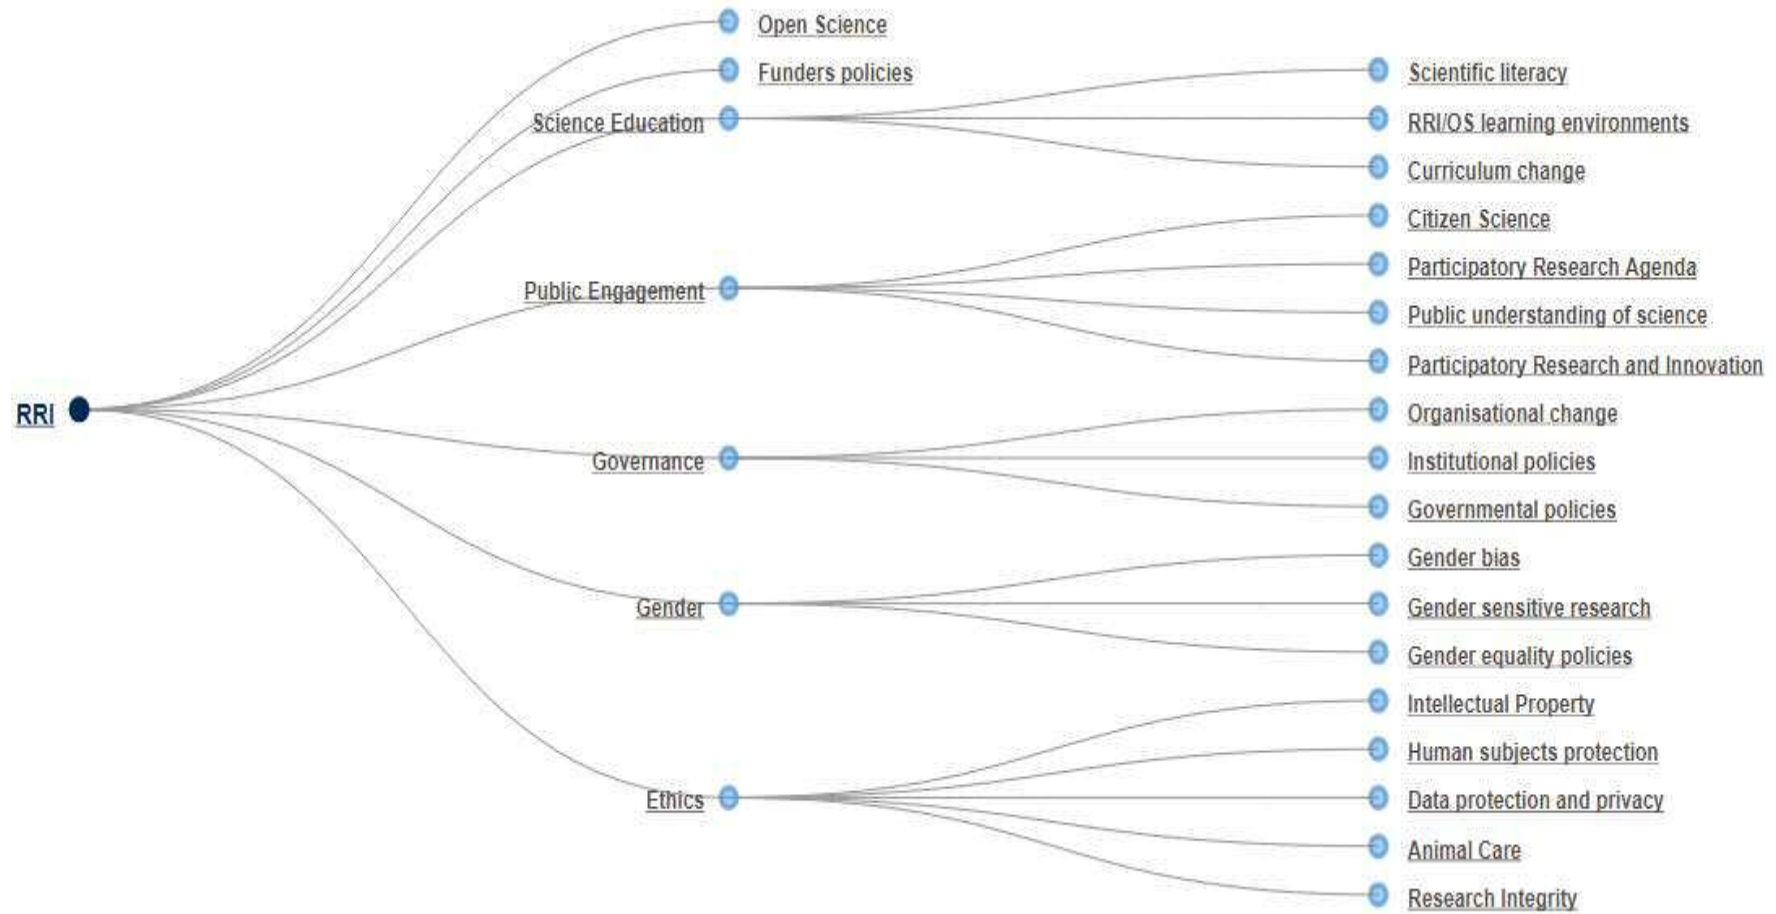 Open Science
Funders policies
Scientific literacy
Science Education
RRI/OS learning environments
Curriculum change
Citizen Science
Participatory Research Agenda
Public Engagement
Public understanding of science
Participatory Research and Innovation
RRI
Organisational change
Governance
Institutional policies
Governmental policies
Gender bias
Gender
Gender sensitive research
Gender equality policies
Intellectual Property
Human subjects protection
Ethics
Data protection and privacy
Animal Care
Research Integrity